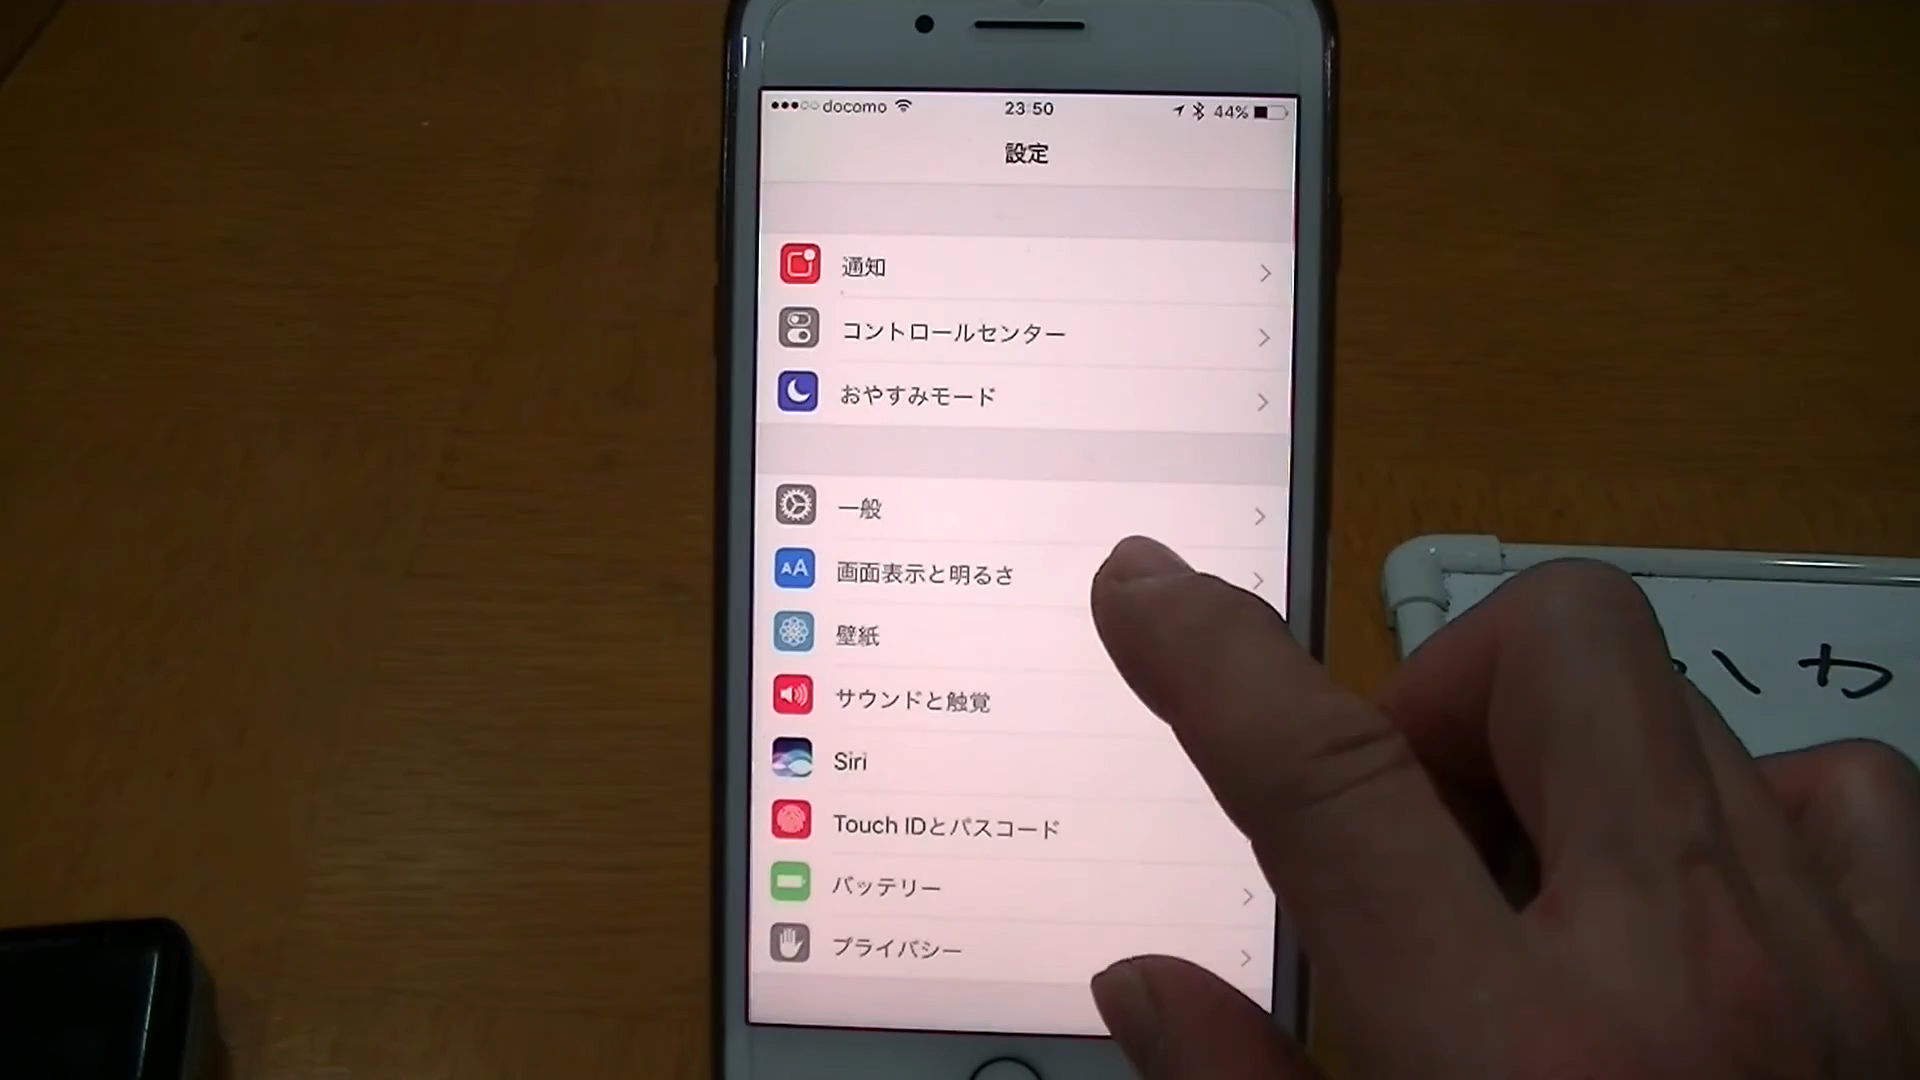 docomo 23:50 44%
設定
通知
コントロールセンター
おやすみモード
一般
AA 画面表示と明るさ
壁紙
サウンドと触覚
Siri
Touch IDとパスコード
バッテリー
プライバシー